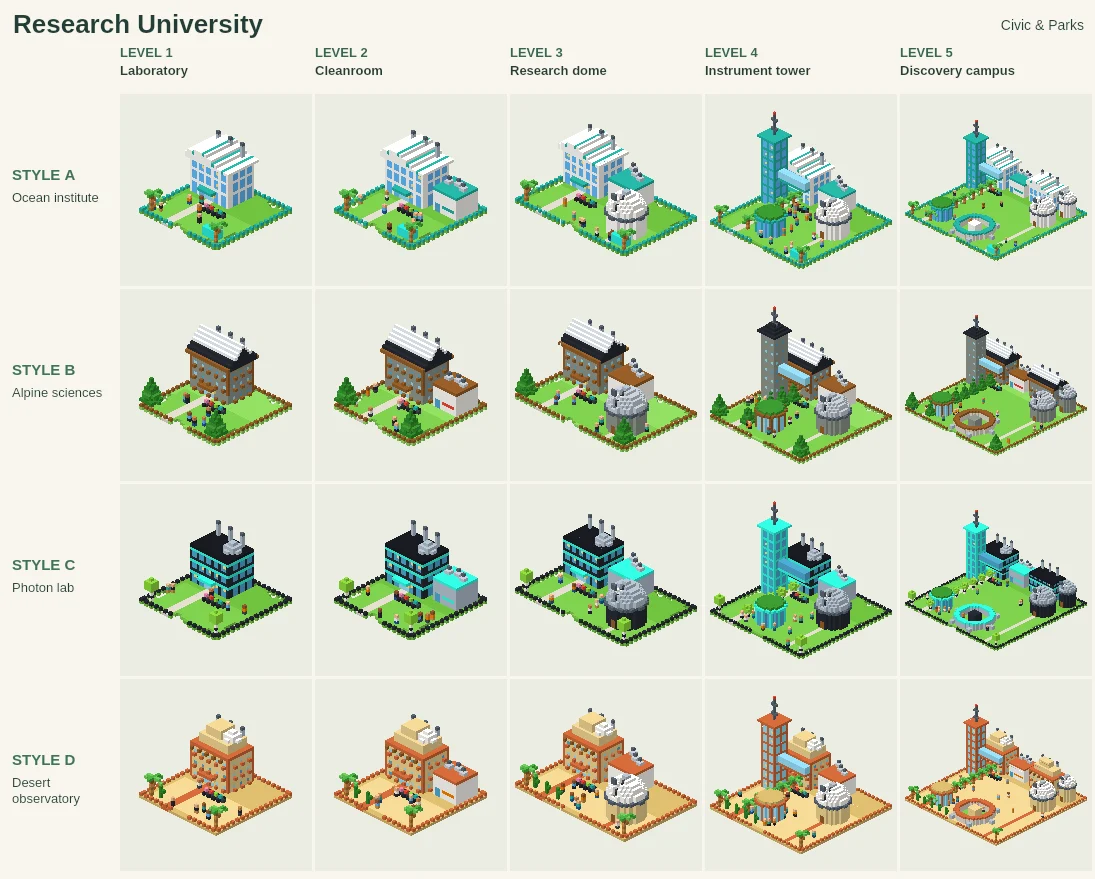 Research University
Civic & Parks
LEVEL 1
Laboratory
LEVEL 2
Cleanroom
LEVEL 3
Research dome
LEVEL 4
Instrument tower
LEVEL 5
Discovery campus
STYLE A
Ocean institute
STYLE B
Alpine sciences
STYLE C
Photon lab
STYLE D
Desert
observatory